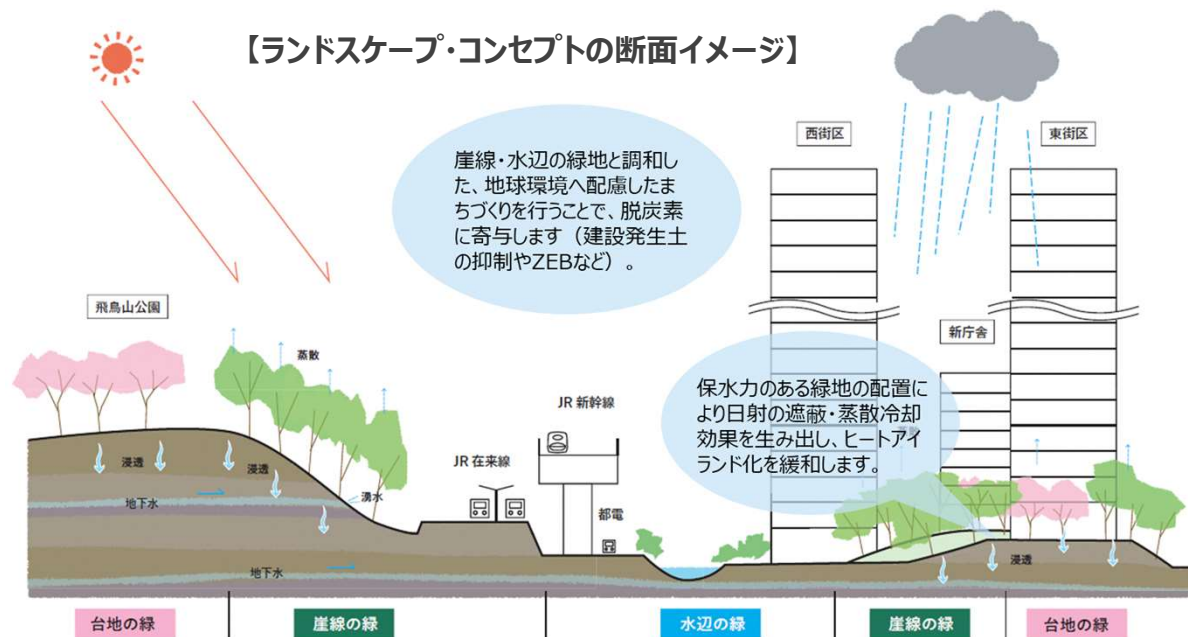 【ランドスケープ・コンセプトの断面イメージ】
西街区
東街区
崖線・水辺の緑地と調和し
た、地球環境へ配慮したま
ちづくりを行うことで、脱炭素
に寄与します（建設発生土
の抑制やZEBなど）。
飛鳥山公園
新庁舎
蒸散
保水力のある緑地の配置に
より日射の遮蔽・蒸散冷却
効果を生み出し、ヒートアイ
ランド化を緩和します。
JR 新幹線
JR 在来線
都電
浸透
浸透
湧水
地下水
浸透
地下水
台地の緑
崖線の緑
水辺の緑
崖線の緑
台地の緑